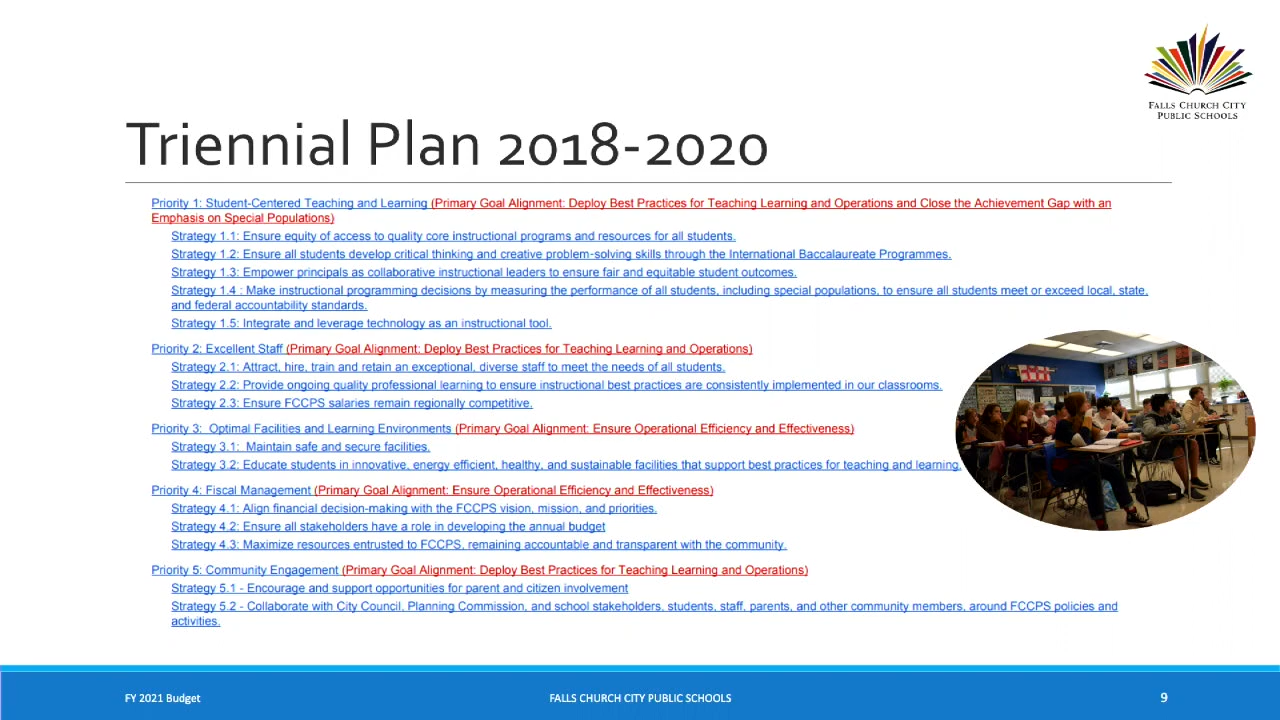 FALLS CHURCH CITY
PUBLIC SCHOOLS
Triennial Plan 2018-2020
Priority 1: Student-Centered Teaching and Learning (Primary Goal Alignment: Deploy Best Practices for Teaching Learning and Operations and Close the Achievement Gap with an
Emphasis on Special Populations)
Strategy 1.1: Ensure equity of access to quality core instructional programs and resources for all students.
Strategy 1.2: Ensure all students develop critical thinking and creative problem-solving skills through the International Baccalaureate Programmes.
Strategy 1.3: Empower principals as collaborative instructional leaders to ensure fair and equitable student outcomes.
Strategy 1.4 : Make instructional programming decisions by measuring the performance of all students, including special populations, to ensure all students meet or exceed local, state,
and federal accountability standards.
Strategy 1.5: Integrate and leverage technology as an instructional tool.
Priority 2: Excellent Staff (Primary Goal Alignment: Deploy Best Practices for Teaching Learning and Operations)
Strategy 2.1: Attract, hire, train and retain an exceptional, diverse staff to meet the needs of all students.
Strategy 2.2: Provide ongoing quality professional learning to ensure instructional best practices are consistently implemented in our classrooms.
Strategy 2.3: Ensure FCCPS salaries remain regionally competitive.
Priority 3:  Optimal Facilities and Learning Environments (Primary Goal Alignment: Ensure Operational Efficiency and Effectiveness)
Strategy 3.1:  Maintain safe and secure facilities.
Strategy 3.2: Educate students in innovative, energy efficient, healthy, and sustainable facilities that support best practices for teaching and learning.
Priority 4: Fiscal Management (Primary Goal Alignment: Ensure Operational Efficiency and Effectiveness)
Strategy 4.1: Align financial decision-making with the FCCPS vision, mission, and priorities.
Strategy 4.2: Ensure all stakeholders have a role in developing the annual budget
Strategy 4.3: Maximize resources entrusted to FCCPS, remaining accountable and transparent with the community.
Priority 5: Community Engagement (Primary Goal Alignment: Deploy Best Practices for Teaching Learning and Operations)
Strategy 5.1 - Encourage and support opportunities for parent and citizen involvement
Strategy 5.2 - Collaborate with City Council, Planning Commission, and school stakeholders, students, staff, parents, and other community members, around FCCPS policies and
activities.
FY 2021 Budget
FALLS CHURCH CITY PUBLIC SCHOOLS
9